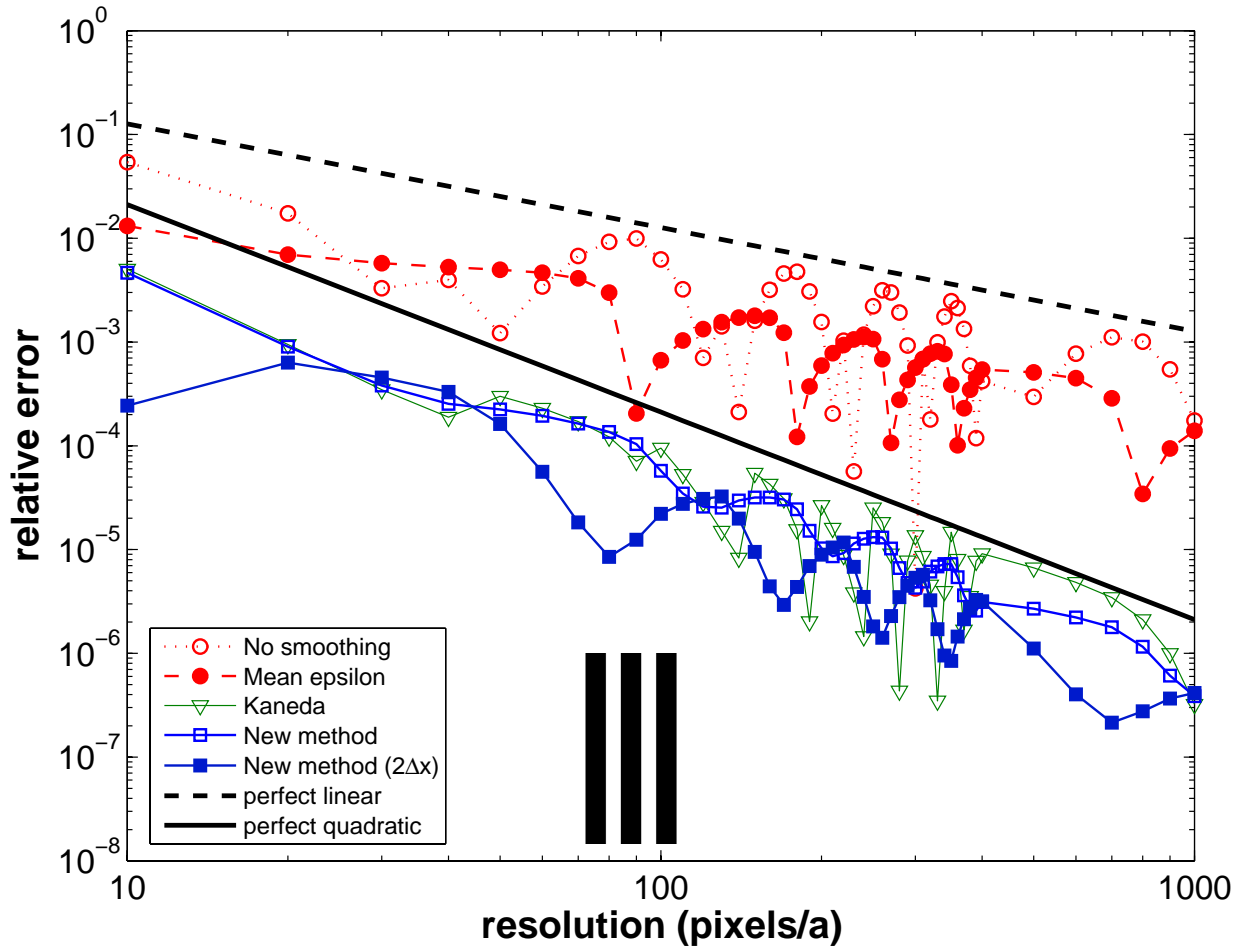 10^0
10^-1
10^-2
10^-3
10^-4
10^-5
10^-6
10^-7
10^-8
relative error
No smoothing
Mean epsilon
Kaneda
New method
New method (2Δx)
perfect linear
perfect quadratic
10 100 1000
resolution (pixels/a)